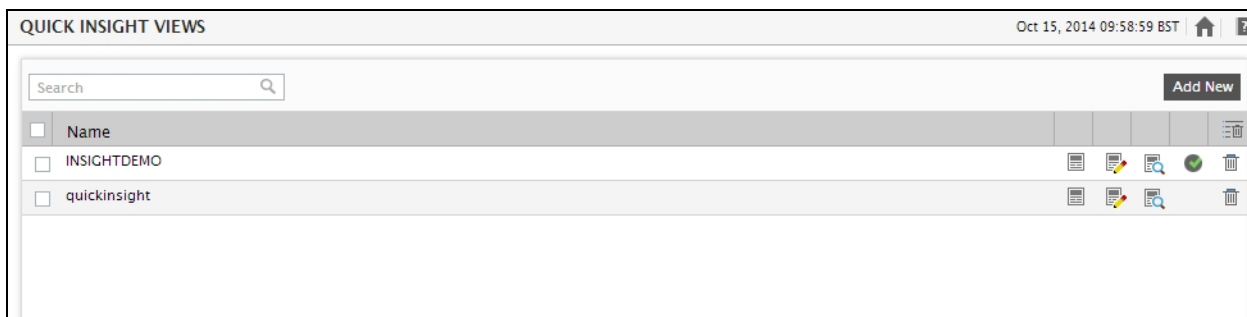 QUICK INSIGHT VIEWS
Oct 15, 2014 09:58:59 BST
?
Search
Add New
Name
INSIGHTDEMO
quickinsight